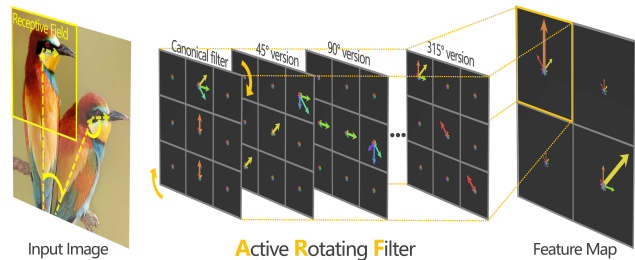 Receptive Field
Canonical filter
45° version
90° version
315° version
Input Image
Active Rotating Filter
Feature Map